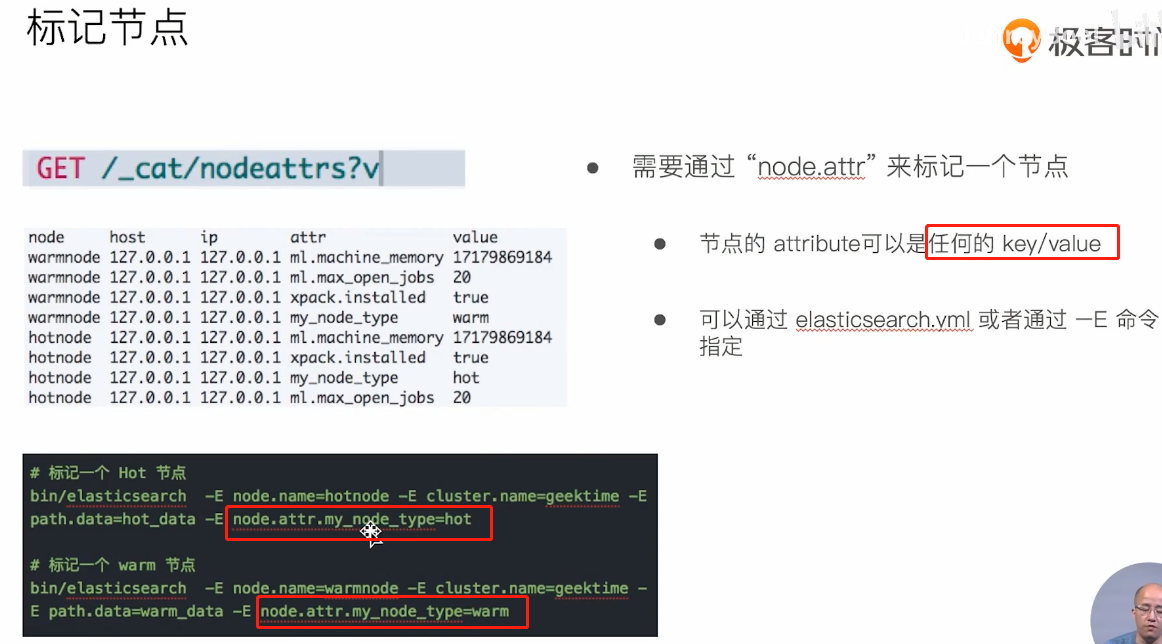 标记节点
极客时
GET /_cat/nodeattrs?v
node host ip attr value
warmnode 127.0.0.1 127.0.0.1 ml.machine_memory 17179869184
warmnode 127.0.0.1 127.0.0.1 ml.max_open_jobs 20
warmnode 127.0.0.1 127.0.0.1 xpack.installed true
warmnode 127.0.0.1 127.0.0.1 my_node_type warm
hotnode 127.0.0.1 127.0.0.1 ml.machine_memory 17179869184
hotnode 127.0.0.1 127.0.0.1 xpack.installed true
hotnode 127.0.0.1 127.0.0.1 my_node_type hot
hotnode 127.0.0.1 127.0.0.1 ml.max_open_jobs 20
# 标记一个 Hot 节点
bin/elasticsearch -E node.name=hotnode -E cluster.name=geektime -E
path.data=hot_data -E node.attr.my_node_type=hot
# 标记一个 warm 节点
bin/elasticsearch -E node.name=warmnode -E cluster.name=geektime -
E path.data=warm_data -E node.attr.my_node_type=warm
● 需要通过 “node.attr” 来标记一个节点
● 节点的 attribute可以是任何的 key/value
● 可以通过 elasticsearch.yml 或者通过 –E 命令
指定